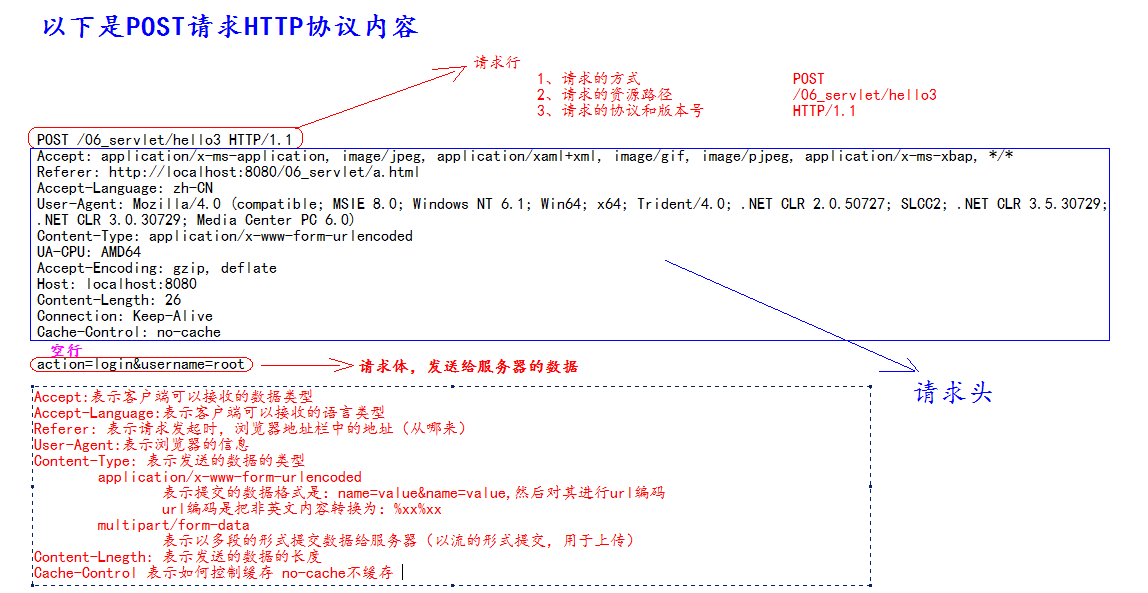 以下是POST请求HTTP协议内容
请求行
1、请求的方式 POST
2、请求的资源路径 /06_servlet/hello3
3、请求的协议和版本号 HTTP/1.1
POST /06_servlet/hello3 HTTP/1.1
Accept: application/x-ms-application, image/jpeg, application/xaml+xml, image/gif, image/pjpeg, application/x-ms-xbap, */*
Referer: http://localhost:8080/06_servlet/a.html
Accept-Language: zh-CN
User-Agent: Mozilla/4.0 (compatible; MSIE 8.0; Windows NT 6.1; Win64; x64; Trident/4.0; .NET CLR 2.0.50727; SLCC2; .NET CLR 3.5.30729;
.NET CLR 3.0.30729; Media Center PC 6.0)
Content-Type: application/x-www-form-urlencoded
UA-CPU: AMD64
Accept-Encoding: gzip, deflate
Host: localhost:8080
Content-Length: 26
Connection: Keep-Alive
Cache-Control: no-cache
空行
action=login&username=root
请求体，发送给服务器的数据
请求头
Accept:表示客户端可以接收的数据类型
Accept-Language:表示客户端可以接收的语言类型
Referer: 表示请求发起时，浏览器地址栏中的地址（从哪来）
User-Agent:表示浏览器的信息
Content-Type: 表示发送的数据的类型
application/x-www-form-urlencoded
表示提交的数据格式是：name=value&name=value,然后对其进行url编码
url编码是把非英文内容转换为：%xx%xx
multipart/form-data
表示以多段的形式提交数据给服务器（以流的形式提交，用于上传）
Content-Lnegth: 表示发送的数据的长度
Cache-Control 表示如何控制缓存 no-cache不缓存